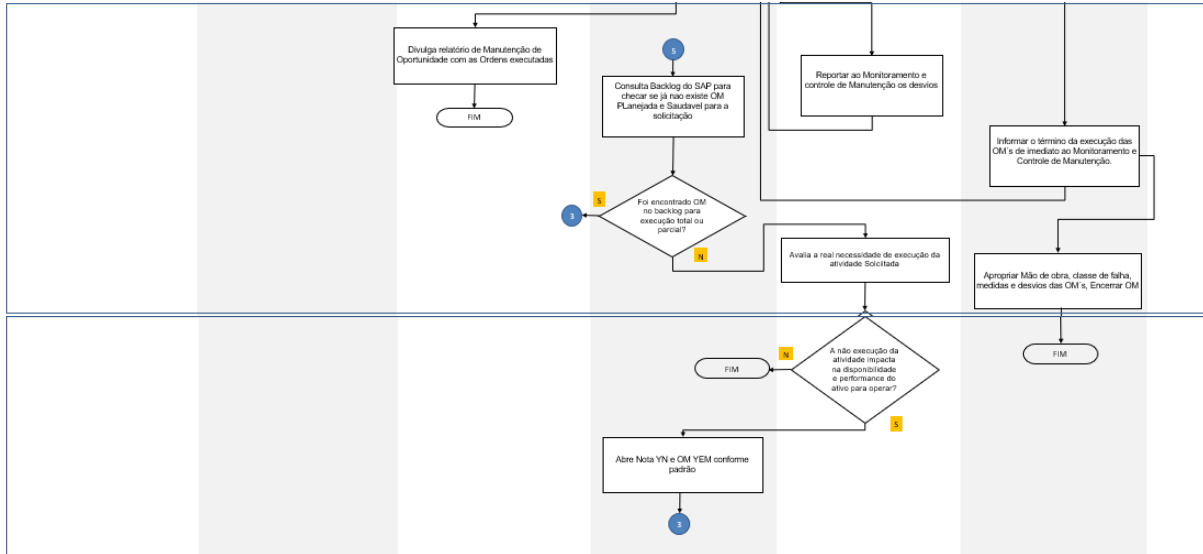 Divulga relatório de Manutenção de
Oportunidade com as Ordens executadas
FIM
5
Consulta Backlog do SAP para
checar se já nao existe OM
PLanejada e Saudavel para a
solicitação
Foi encontrado OM
no backlog para
execução total ou
parcial?
S
3
N
Reportar ao Monitoramento e
controle de Manutenção os desvios
Informar o término da execução das
OM´s de imediato ao Monitoramento e
Controle de Manutenção.
Avalia a real necessidade de execução da
atividade Solcitada
Apropriar Mão de obra, classe de falha,
medidas e desvios das OM´s, Encerrar OM
FIM
A não execução da
atividade impacta
na disponibilidade
e performance do
ativo para operar?
N
FIM
S
Abre Nota YN e OM YEM conforme
padrão
3